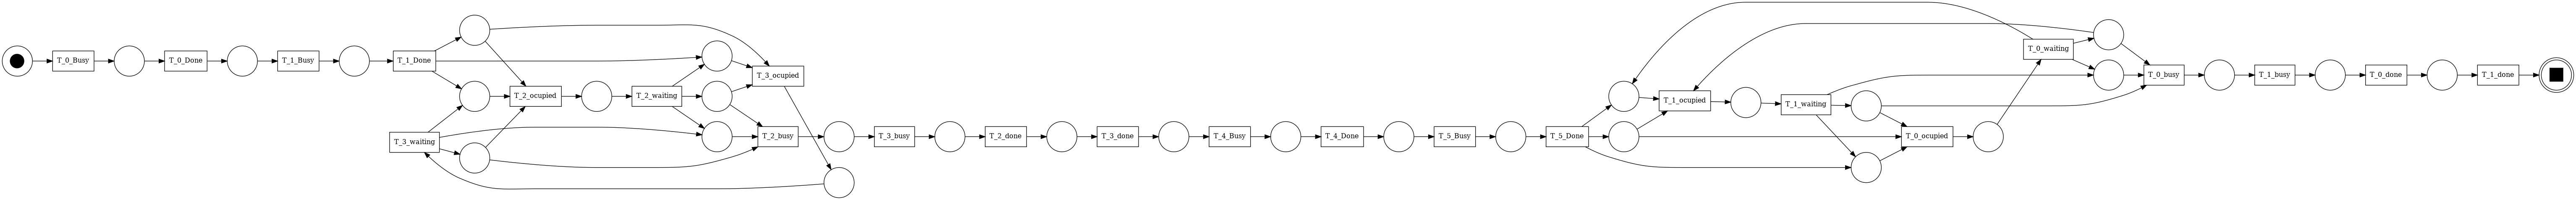 T_0_Busy
T_0_Done
T_1_Busy
T_1_Done
T_3_waiting
T_2_ocupied
T_2_waiting
T_3_ocupied
T_2_busy
T_3_busy
T_2_done
T_3_done
T_4_Busy
T_4_Done
T_5_Busy
T_5_Done
T_1_ocupied
T_1_waiting
T_0_ocupied
T_0_waiting
T_0_busy
T_1_busy
T_0_done
T_1_done